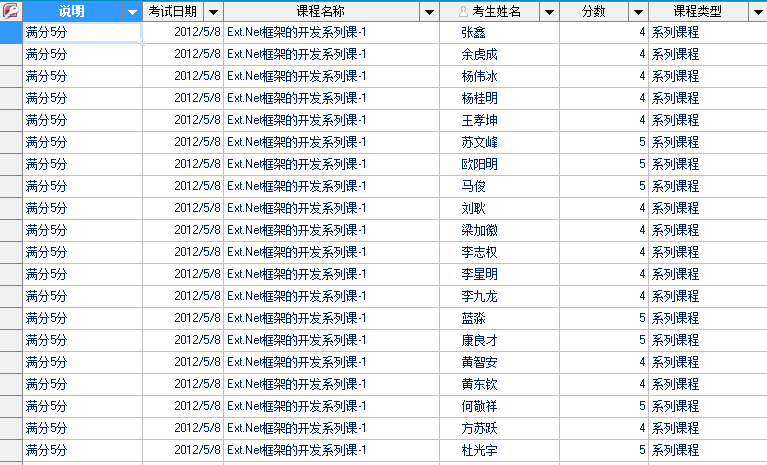 说明 考试日期 课程名称 考生姓名 分数 课程类型
满分5分 2012/5/8 Ext.Net框架的开发系列课-1 张鑫 4 系列课程
满分5分 2012/5/8 Ext.Net框架的开发系列课-1 余虎成 4 系列课程
满分5分 2012/5/8 Ext.Net框架的开发系列课-1 杨伟冰 4 系列课程
满分5分 2012/5/8 Ext.Net框架的开发系列课-1 杨桂明 4 系列课程
满分5分 2012/5/8 Ext.Net框架的开发系列课-1 王孝坤 4 系列课程
满分5分 2012/5/8 Ext.Net框架的开发系列课-1 苏文峰 5 系列课程
满分5分 2012/5/8 Ext.Net框架的开发系列课-1 欧阳明 5 系列课程
满分5分 2012/5/8 Ext.Net框架的开发系列课-1 马俊 5 系列课程
满分5分 2012/5/8 Ext.Net框架的开发系列课-1 刘耿 4 系列课程
满分5分 2012/5/8 Ext.Net框架的开发系列课-1 梁加徽 4 系列课程
满分5分 2012/5/8 Ext.Net框架的开发系列课-1 李志权 4 系列课程
满分5分 2012/5/8 Ext.Net框架的开发系列课-1 李星明 4 系列课程
满分5分 2012/5/8 Ext.Net框架的开发系列课-1 李九龙 4 系列课程
满分5分 2012/5/8 Ext.Net框架的开发系列课-1 蓝淼 5 系列课程
满分5分 2012/5/8 Ext.Net框架的开发系列课-1 康良才 5 系列课程
满分5分 2012/5/8 Ext.Net框架的开发系列课-1 黄智安 4 系列课程
满分5分 2012/5/8 Ext.Net框架的开发系列课-1 黄东钦 4 系列课程
满分5分 2012/5/8 Ext.Net框架的开发系列课-1 何敬祥 5 系列课程
满分5分 2012/5/8 Ext.Net框架的开发系列课-1 方苏跃 4 系列课程
满分5分 2012/5/8 Ext.Net框架的开发系列课-1 杜光宇 5 系列课程